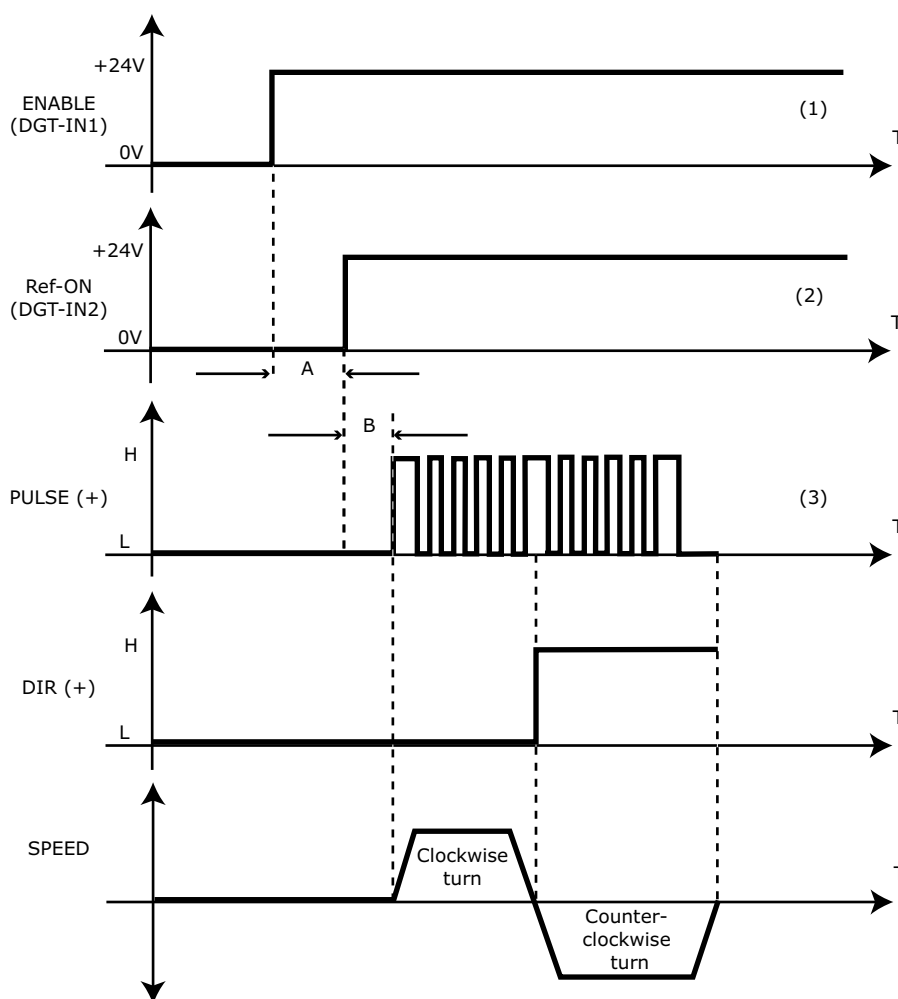 +24V
ENABLE
(DGT-IN1)
(1)
0V
T
+24V
Ref-ON
(DGT-IN2)
(2)
0V
T
A
B
H
PULSE (+)
(3)
L
T
H
DIR (+)
L
T
SPEED
Clockwise
turn
Counter-
clockwise
turn